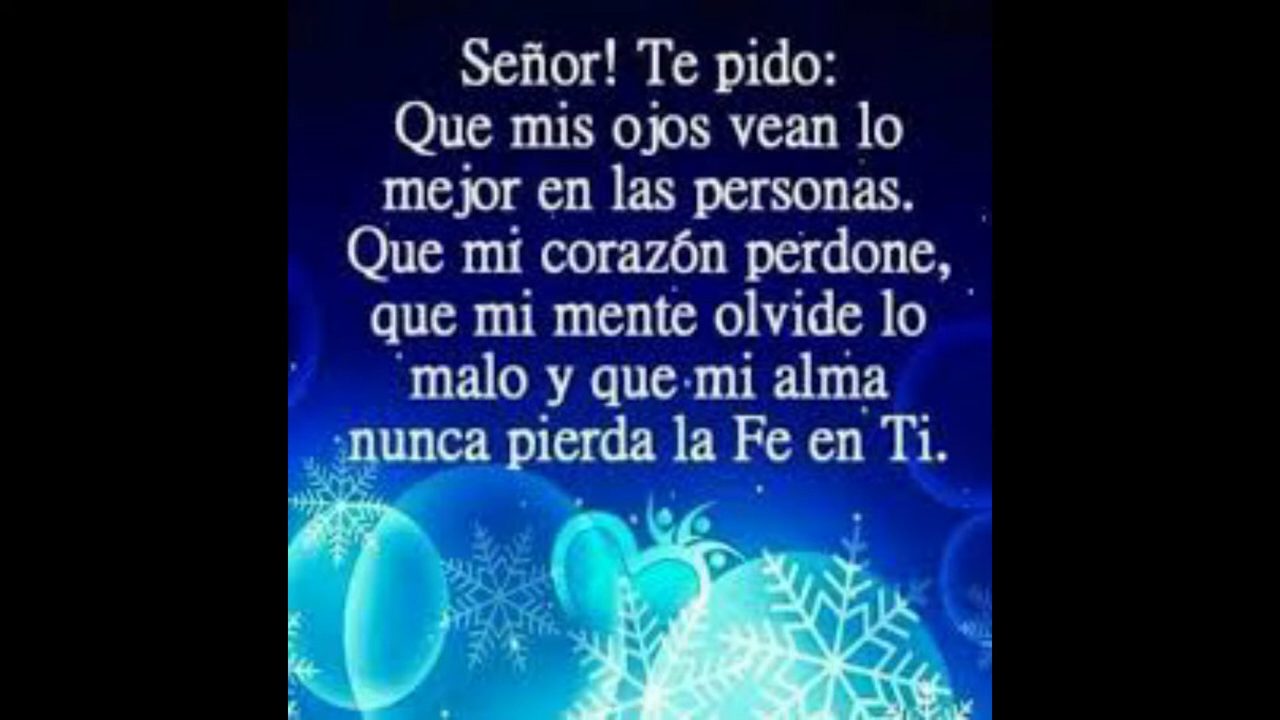 Señor! Te pido:
Que mis ojos vean lo
mejor en las personas.
Que mi corazón perdone,
que mi mente olvide lo
malo y que mi alma
nunca pierda la Fe en Ti.